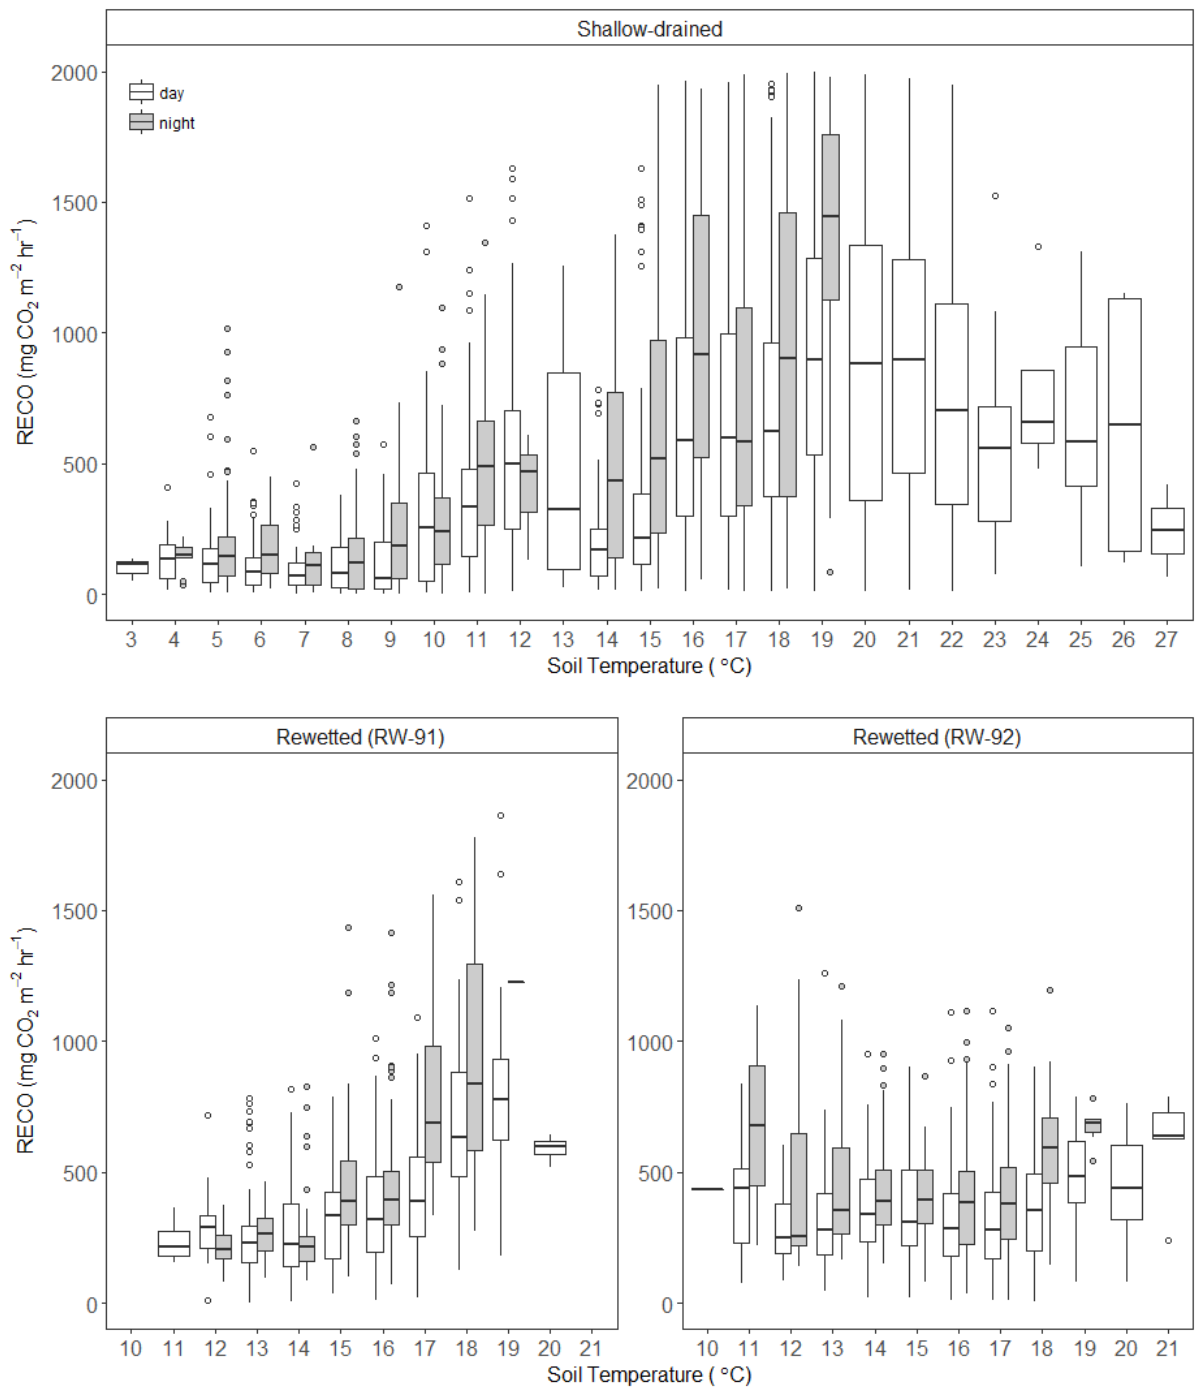 Shallow-drained
2000
1500
1000
500
0
day
night
RECO (mg CO₂ m⁻² hr⁻¹)
3 4 5 6 7 8 9 10 11 12 13 14 15 16 17 18 19 20 21 22 23 24 25 26 27
Soil Temperature ( °C)
Rewetted (RW-91)
2000
1500
1000
500
0
RECO (mg CO₂ m⁻² hr⁻¹)
10 11 12 13 14 15 16 17 18 19 20 21
Rewetted (RW-92)
2000
1500
1000
500
0
10 11 12 13 14 15 16 17 18 19 20 21
Soil Temperature ( °C)